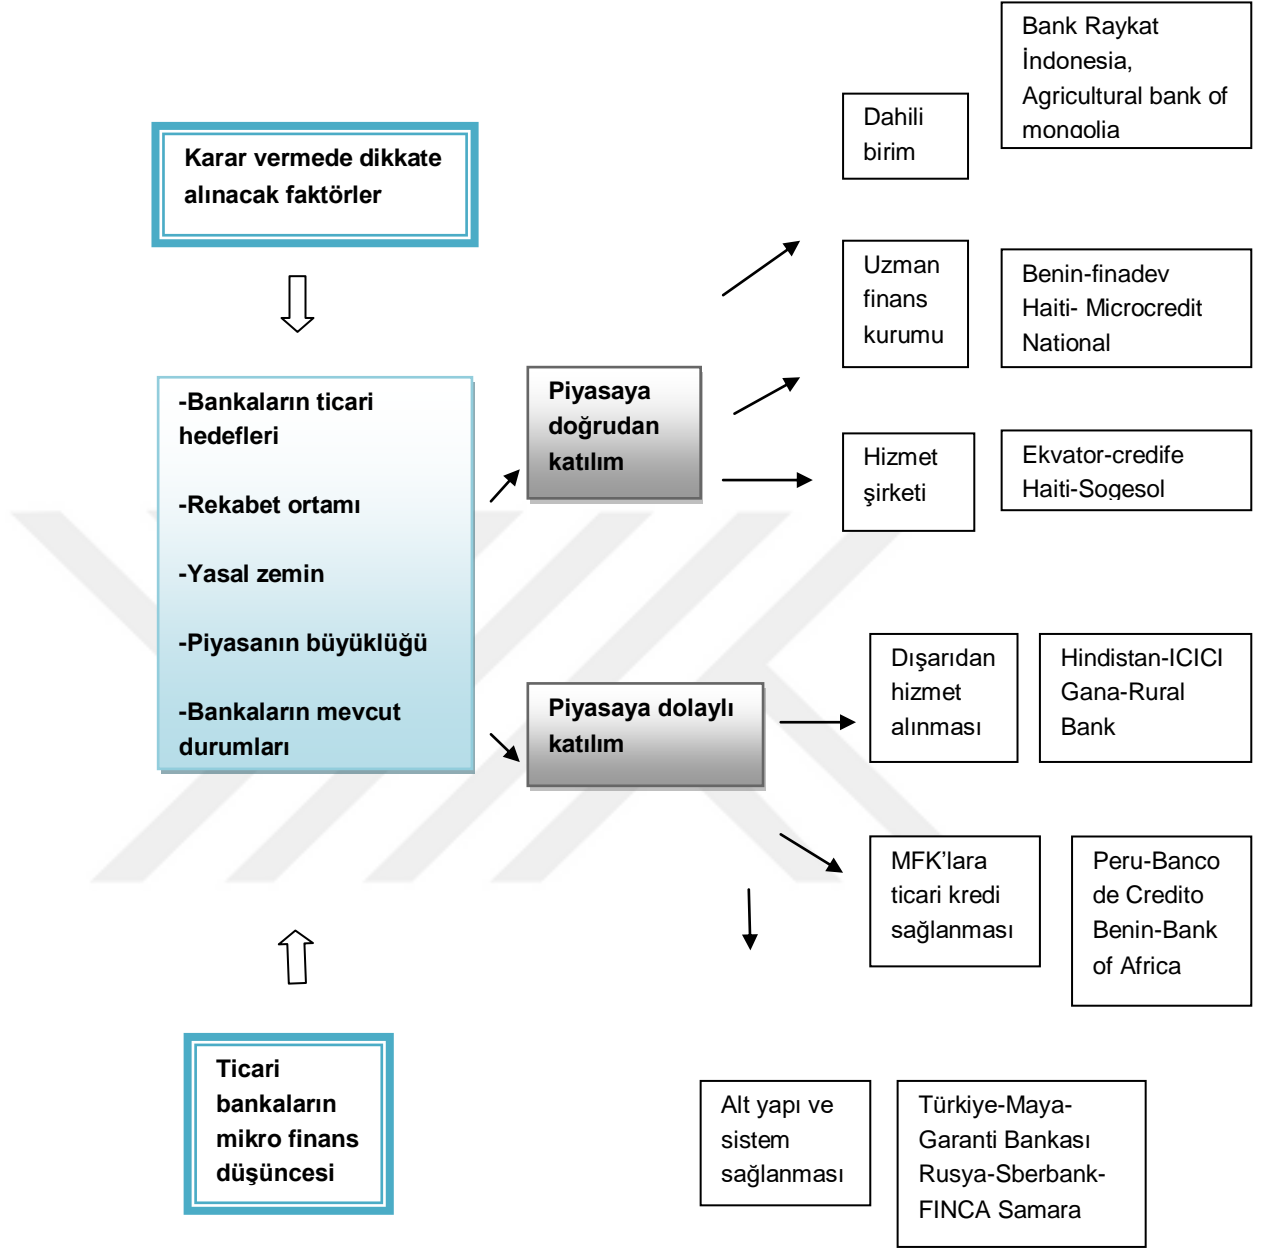 Karar vermede dikkate
alınacak faktörler
-Bankaların ticari
hedefleri
-Rekabet ortamı
-Yasal zemin
-Piyasanın büyüklüğü
-Bankaların mevcut
durumları
Ticari
bankaların
mikro finans
düşüncesi
Piyasaya
doğrudan
katılım
Dahili
birim
Bank Raykat
İndonesia,
Agricultural bank of
mongolia
Uzman
finans
kurumu
Benin-finadev
Haiti- Microcredit
National
Hizmet
şirketi
Ekvator-credife
Haiti-Sogesol
Piyasaya dolaylı
katılım
Dışarıdan
hizmet
alınması
Hindistan-ICICI
Gana-Rural
Bank
MFK’lara
ticari kredi
sağlanması
Peru-Banco
de Credito
Benin-Bank
of Africa
Alt yapı ve
sistem
sağlanması
Türkiye-Maya-
Garanti Bankası
Rusya-Sberbank-
FINCA Samara